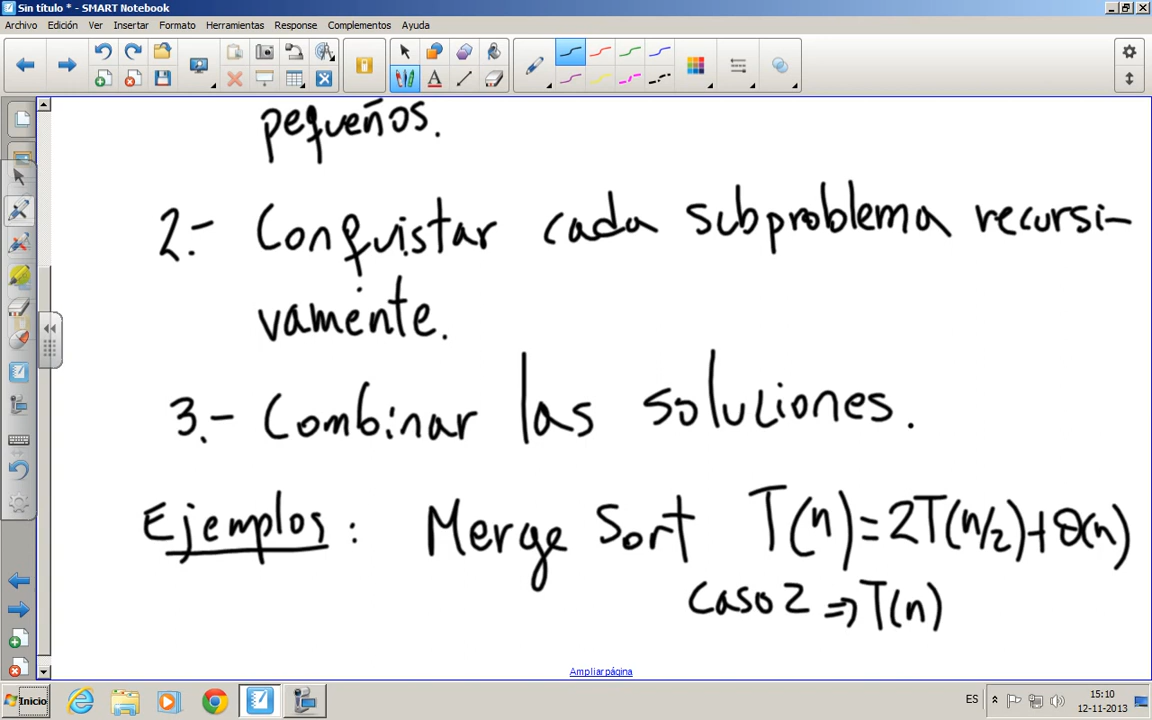 Sin título * - SMART Notebook
Archivo Edición Ver Insertar Formato Herramientas Response Complementos Ayuda
pequeños.
2.- Conquistar cada subproblema recursi-
vamente.
3.- Combinar las soluciones.
Ejemplos: Merge Sort T(n)=2T(n/2)+Θ(n)
Caso 2 ⇒ T(n)
Ampliar página
Inicio
ES
15:10
12-11-2013